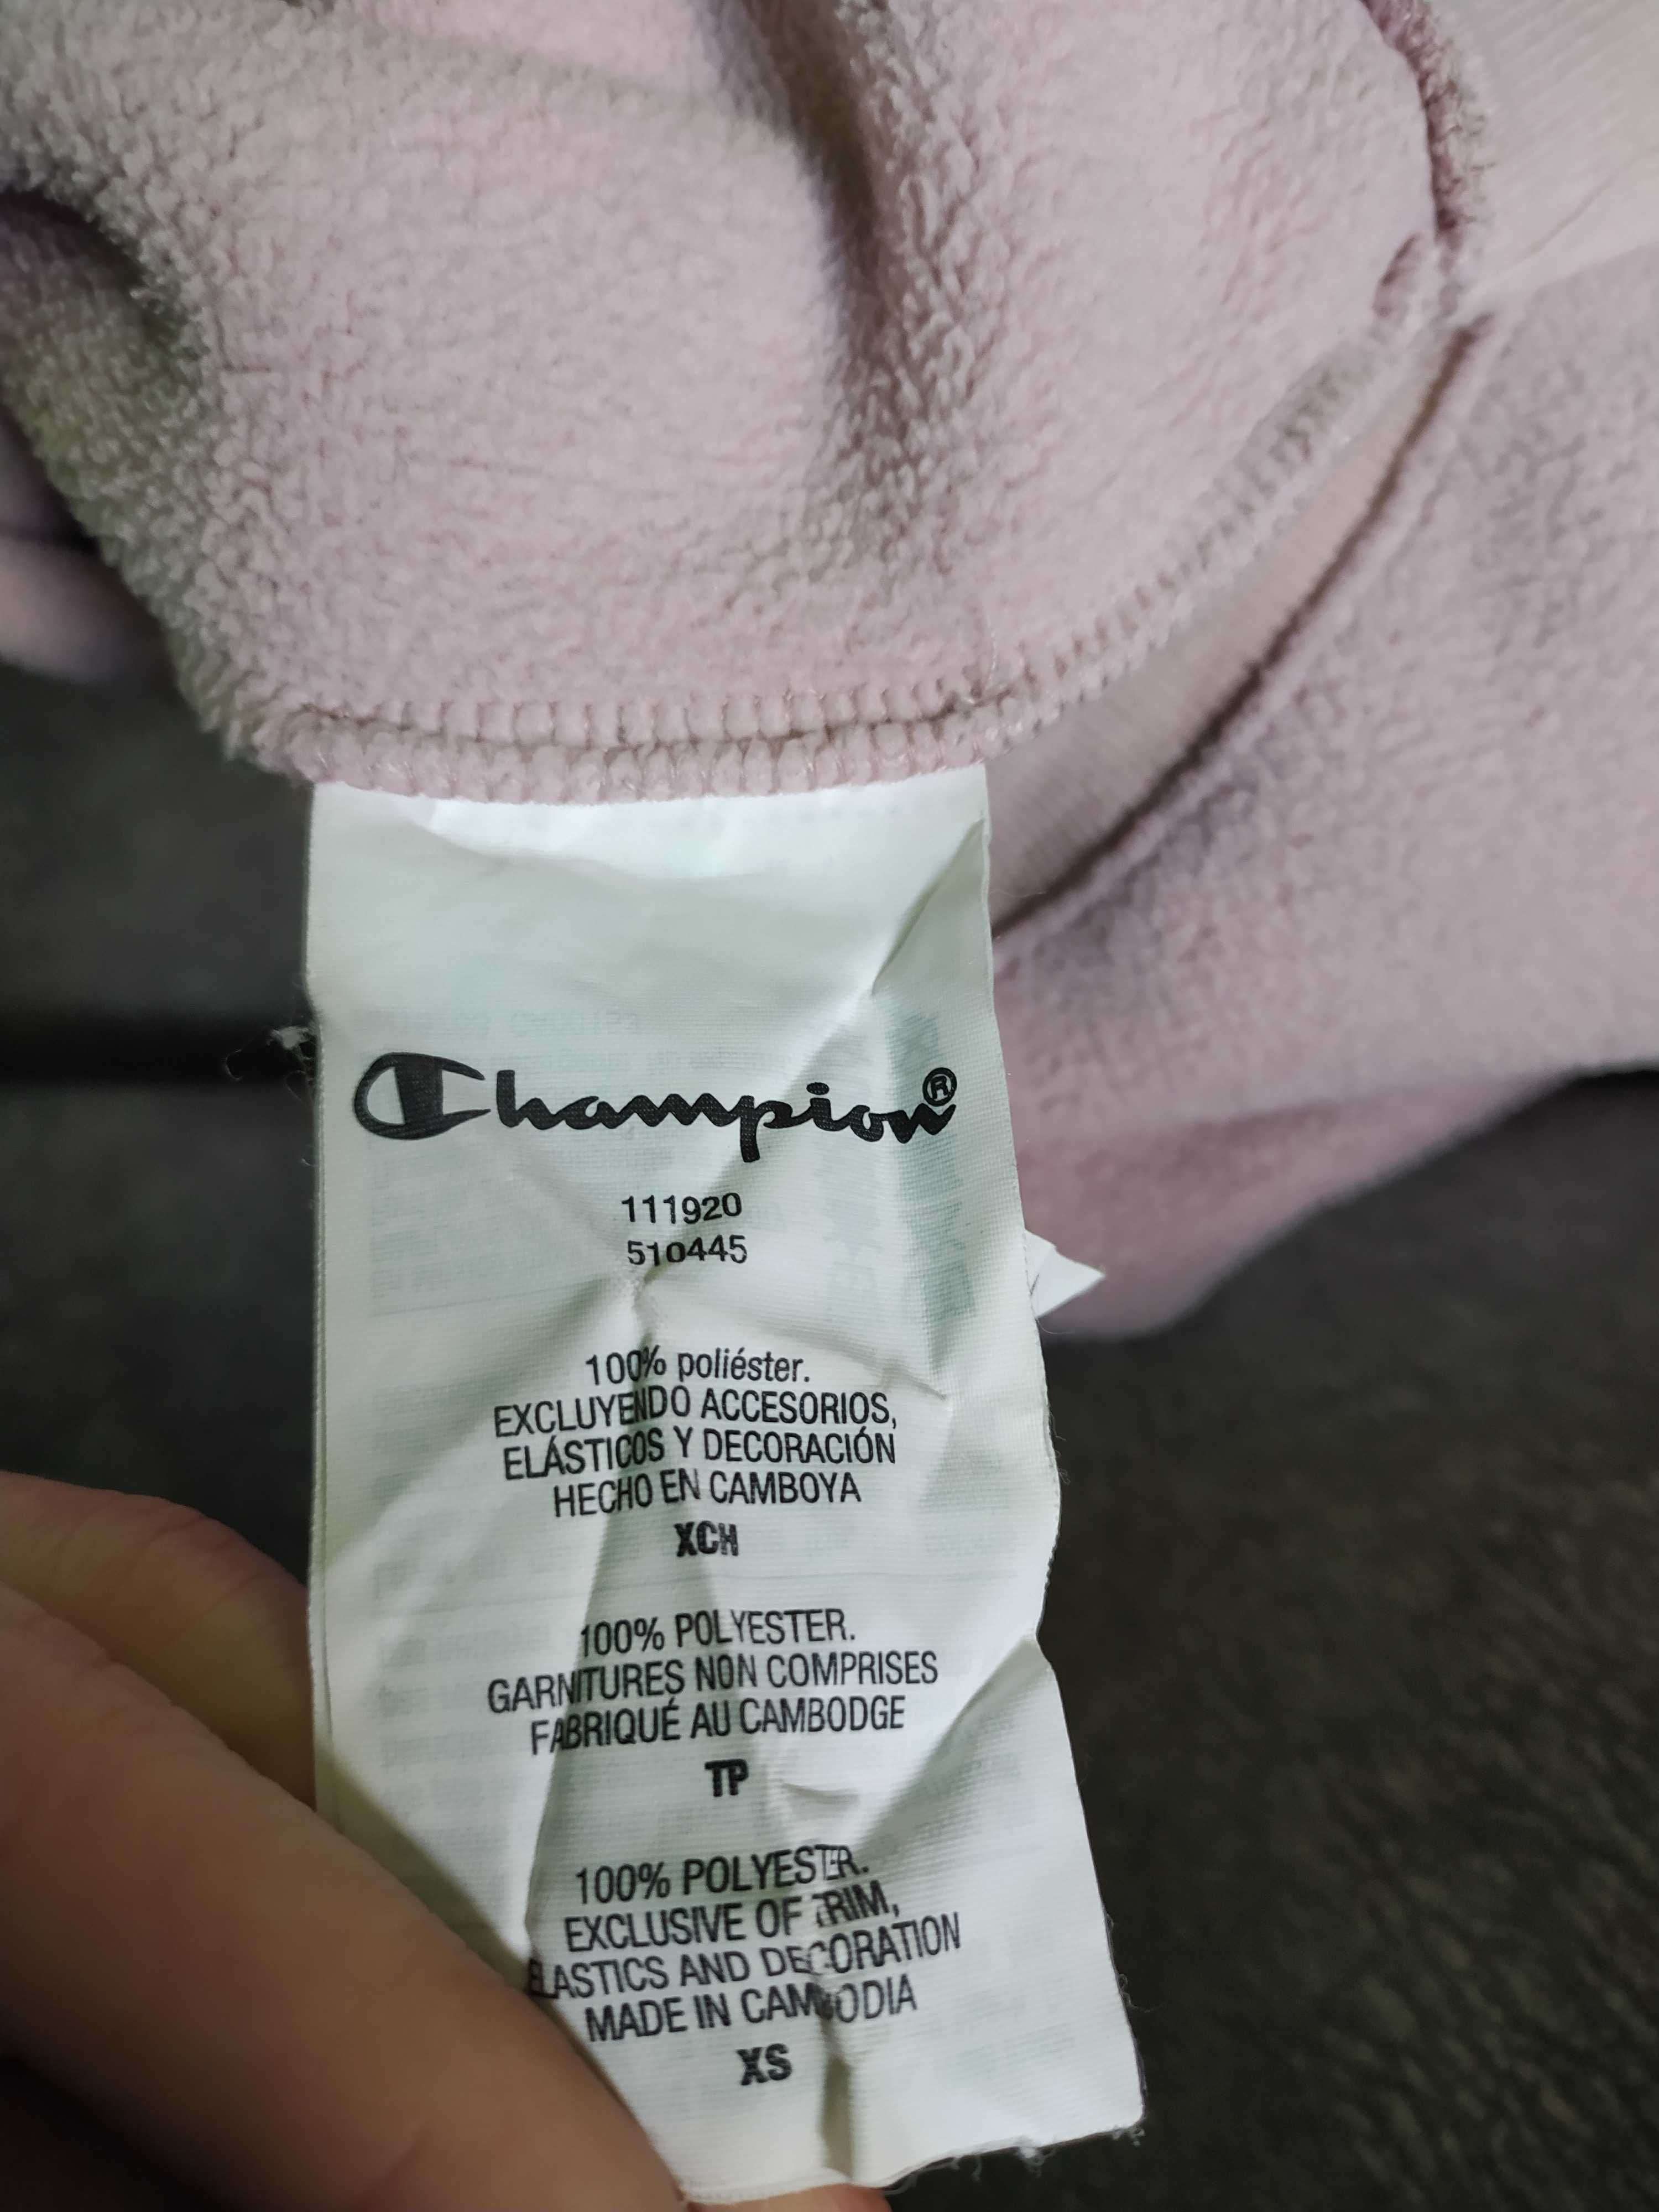 Champion®
111920
510445
100% poliéster.
EXCLUYENDO ACCESORIOS,
ELÁSTICOS Y DECORACIÓN
HECHO EN CAMBOYA
XCH
100% POLYESTER.
GARNITURES NON COMPRISES
FABRIQUÉ AU CAMBODGE
TP
100% POLYESTER.
EXCLUSIVE OF TRIM,
ELASTICS AND DECORATION
MADE IN CAMBODIA
XS